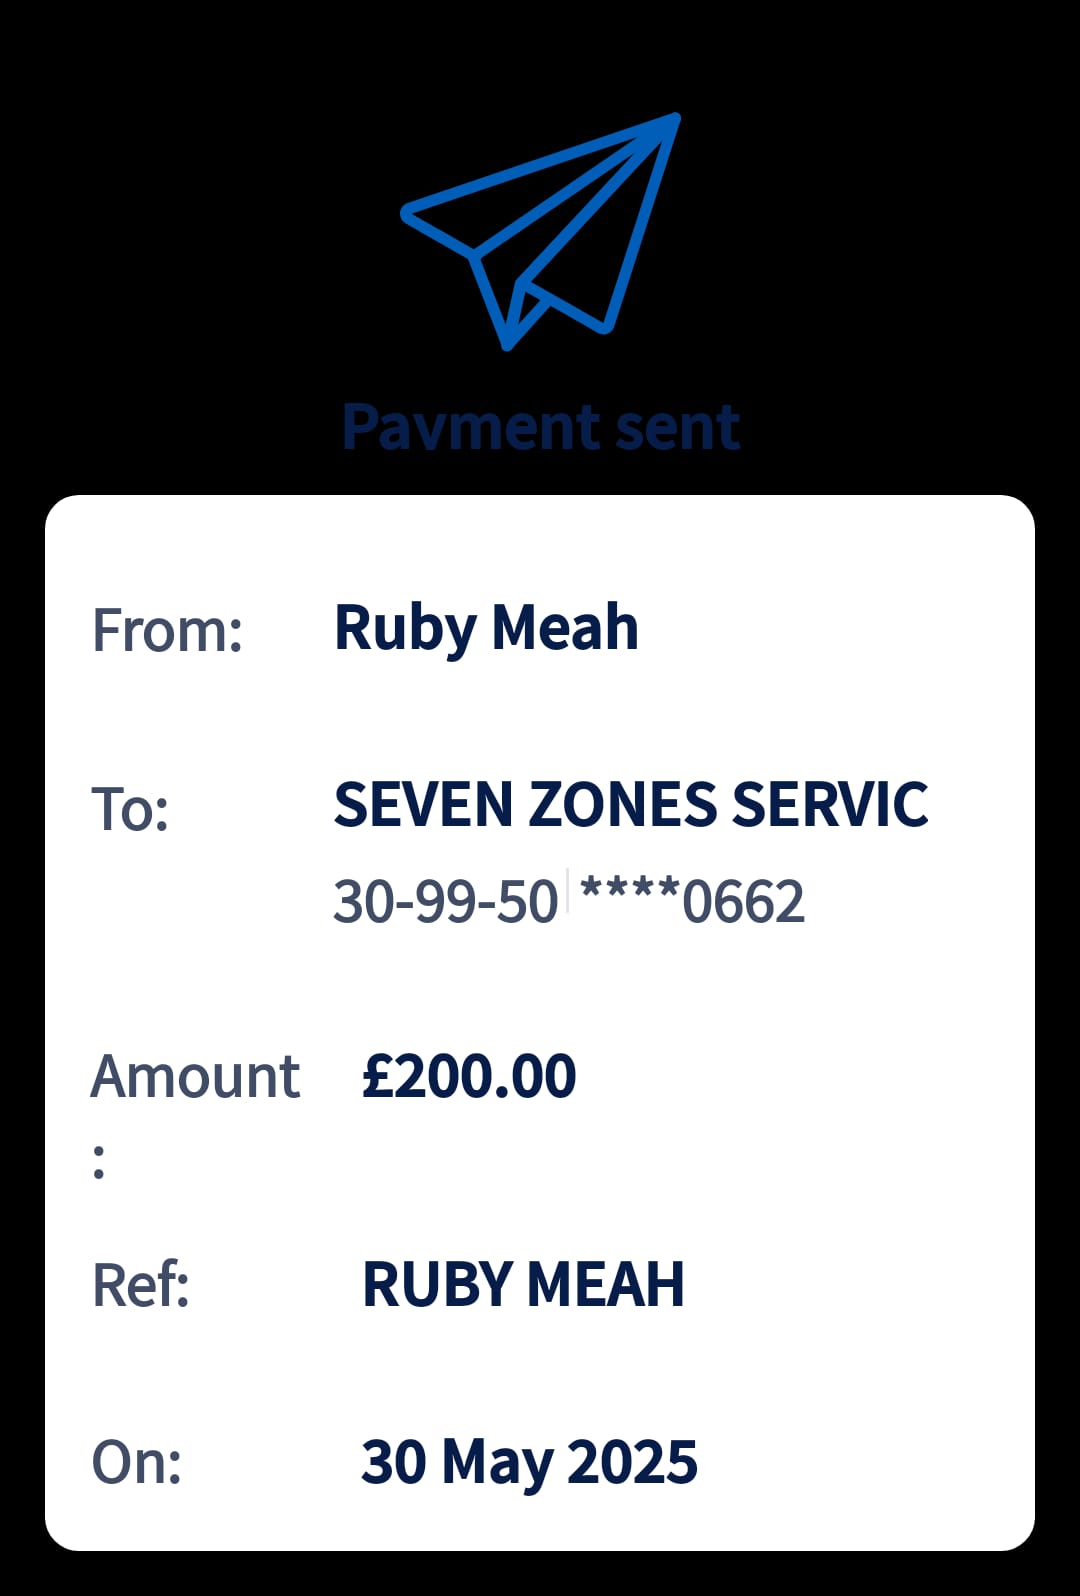 Payment sent
From: Ruby Meah
To: SEVEN ZONES SERVIC
30-99-50 ****0662
Amount £200.00
:
Ref: RUBY MEAH
On: 30 May 2025